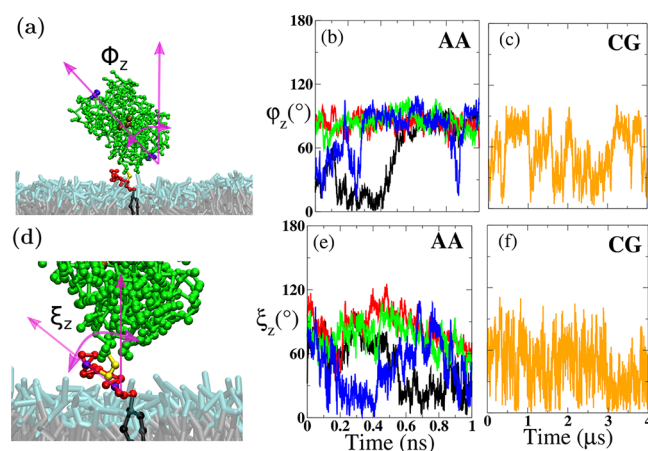 (a)
Φz
(b) AA
(c) CG
φz(°)
180
120
60
0
(d)
ξz
(e) AA
(f) CG
ξz(°)
180
120
60
0
0 0.2 0.4 0.6 0.8 1
0 1 2 3 4
Time (ns)
Time (μs)